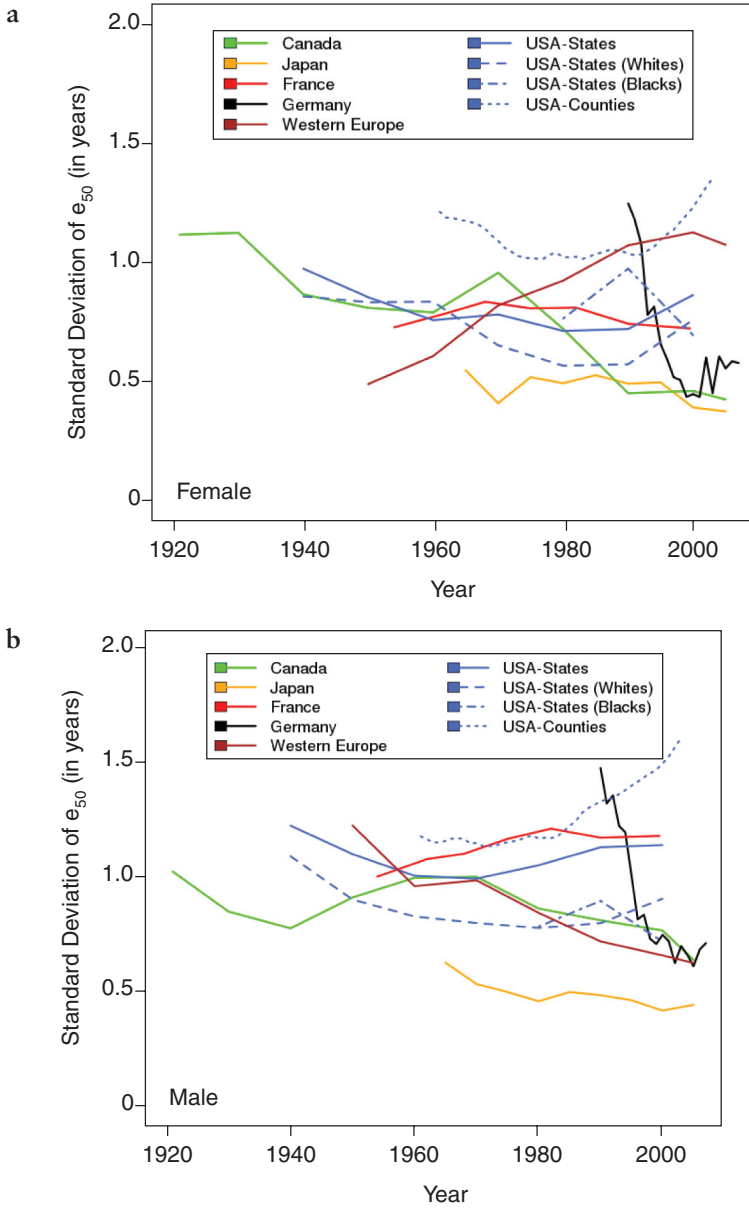 a
2.0
Canada
Japan
France
Germany
Western Europe
USA-States
USA-States (Whites)
USA-States (Blacks)
USA-Counties
1.5
1.0
0.5
0
Standard Deviation of e50 (in years)
Female
1920 1940 1960 1980 2000
Year
b
2.0
Canada
Japan
France
Germany
Western Europe
USA-States
USA-States (Whites)
USA-States (Blacks)
USA-Counties
1.5
1.0
0.5
0
Standard Deviation of e50 (in years)
Male
1920 1940 1960 1980 2000
Year